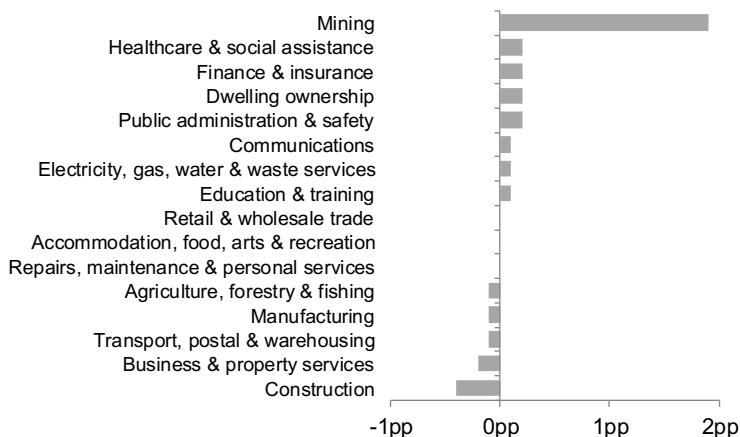 Mining
Healthcare & social assistance
Finance & insurance
Dwelling ownership
Public administration & safety
Communications
Electricity, gas, water & waste services
Education & training
Retail & wholesale trade
Accommodation, food, arts & recreation
Repairs, maintenance & personal services
Agriculture, forestry & fishing
Manufacturing
Transport, postal & warehousing
Business & property services
Construction
-1pp 0pp 1pp 2pp